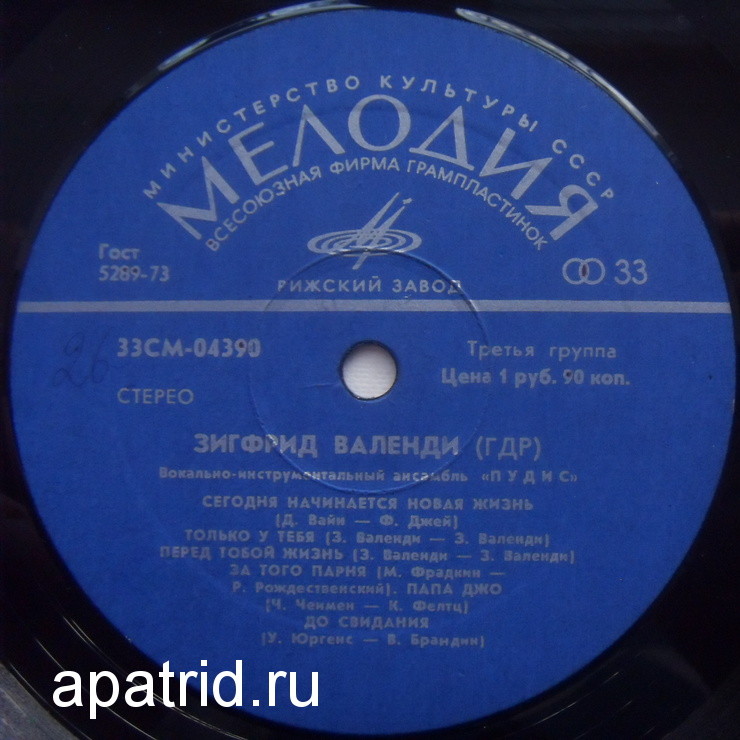 МИНИСТЕРСТВО КУЛЬТУРЫ СССР
МЕЛОДИЯ
ВСЕСОЮЗНАЯ ФИРМА ГРАМПЛАСТИНОК
Гост
5289-73
33
РИЖСКИЙ ЗАВОД
33СМ-04390
Третья группа
Цена 1 руб. 90 коп.
26
СТЕРЕО
ЗИГФРИД ВАЛЕНДИ (ГДР)
Вокально-инструментальный ансамбль «ПУДИС»
СЕГОДНЯ НАЧИНАЕТСЯ НОВАЯ ЖИЗНЬ
(Д. Вайн — Ф. Джей)
ТОЛЬКО У ТЕБЯ (З. Валенди — З. Валенди)
ПЕРЕД ТОБОЙ ЖИЗНЬ (З. Валенди — З. Валенди)
ЗА ТОГО ПАРНЯ (М. Фрадкин —
Р. Рождественский). ПАПА ДЖО
(Ч. Чеимен — К. Фелтц)
ДО СВИДАНИЯ
(У. Юргенс — В. Брандин)
apatrid.ru